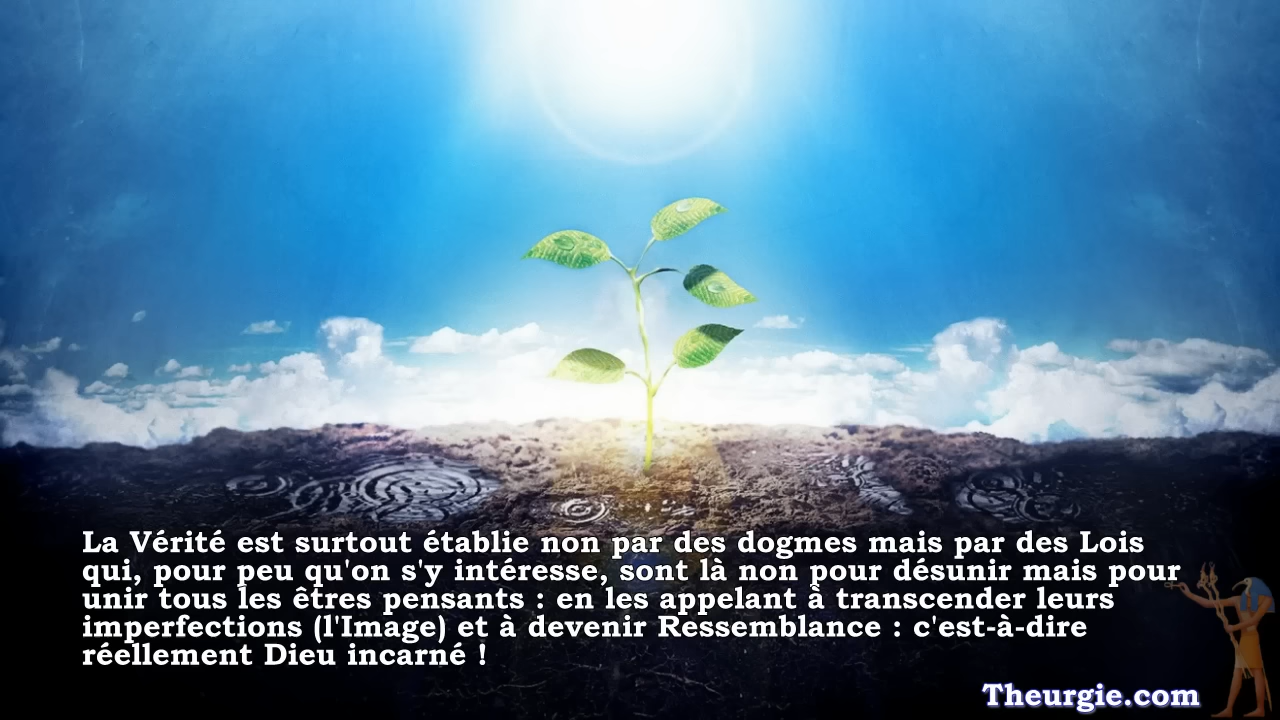 La Vérité est surtout établie non par des dogmes mais par des Lois
qui, pour peu qu'on s'y intéresse, sont là non pour désunir mais pour
unir tous les êtres pensants : en les appelant à transcender leurs
imperfections (l'Image) et à devenir Ressemblance : c'est-à-dire
réellement Dieu incarné !
Theurgie.com